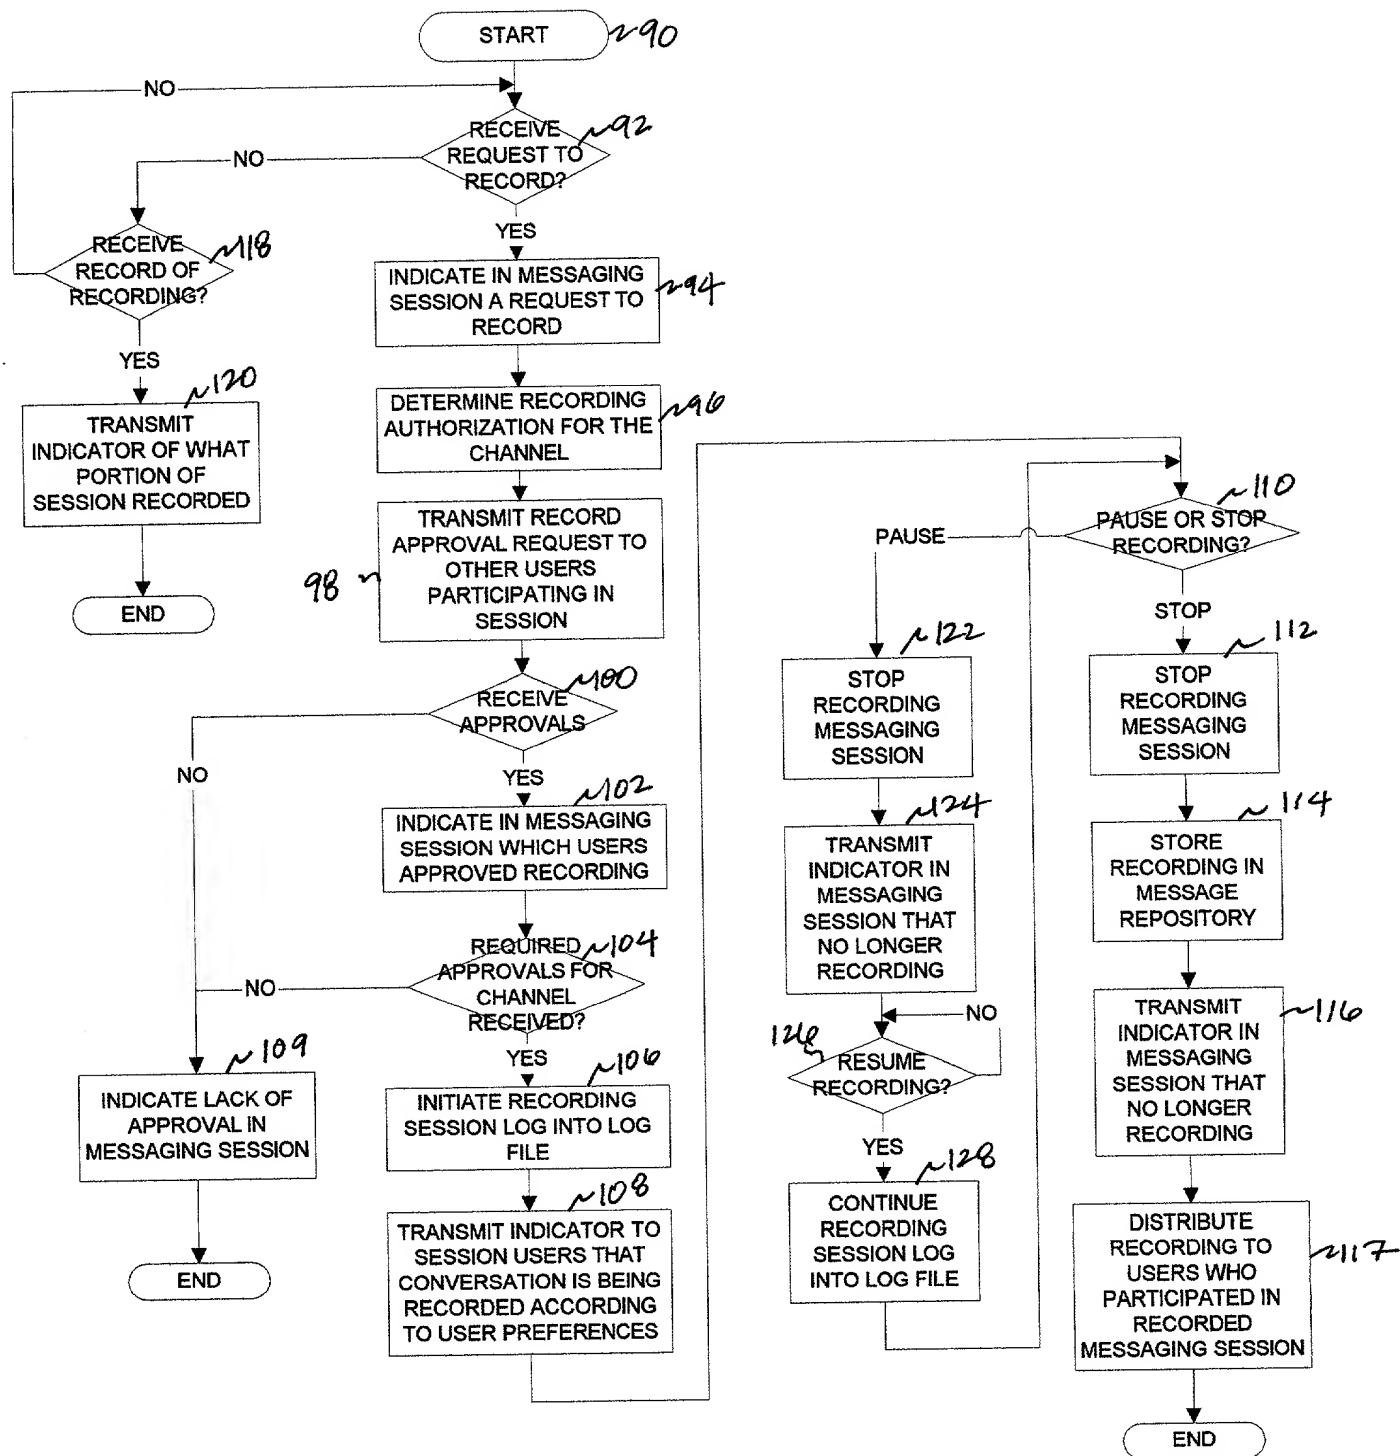 START
~90
NO
RECEIVE
REQUEST TO
RECORD?
~92
NO
YES
RECEIVE
RECORD OF
RECORDING?
~118
YES
TRANSMIT
INDICATOR OF WHAT
PORTION OF
SESSION RECORDED
~120
END
INDICATE IN MESSAGING
SESSION A REQUEST TO
RECORD
~94
DETERMINE RECORDING
AUTHORIZATION FOR THE
CHANNEL
~96
TRANSMIT RECORD
APPROVAL REQUEST TO
OTHER USERS
PARTICIPATING IN
SESSION
98 ~
RECEIVE
APPROVALS
~100
NO
YES
INDICATE IN MESSAGING
SESSION WHICH USERS
APPROVED RECORDING
~102
REQUIRED
APPROVALS FOR
CHANNEL
RECEIVED?
~104
NO
YES
INDICATE LACK OF
APPROVAL IN
MESSAGING SESSION
~109
END
INITIATE RECORDING
SESSION LOG INTO LOG
FILE
~106
TRANSMIT INDICATOR TO
SESSION USERS THAT
CONVERSATION IS BEING
RECORDED ACCORDING
TO USER PREFERENCES
~108
PAUSE OR STOP
RECORDING?
~110
PAUSE
STOP
STOP
RECORDING
MESSAGING
SESSION
~122
TRANSMIT
INDICATOR IN
MESSAGING
SESSION THAT
NO LONGER
RECORDING
~124
NO
RESUME
RECORDING?
126
YES
CONTINUE
RECORDING
SESSION LOG
INTO LOG FILE
~128
STOP
RECORDING
MESSAGING
SESSION
~112
STORE
RECORDING IN
MESSAGE
REPOSITORY
~114
TRANSMIT
INDICATOR IN
MESSAGING
SESSION THAT
NO LONGER
RECORDING
~116
DISTRIBUTE
RECORDING TO
USERS WHO
PARTICIPATED IN
RECORDED
MESSAGING SESSION
~117
END